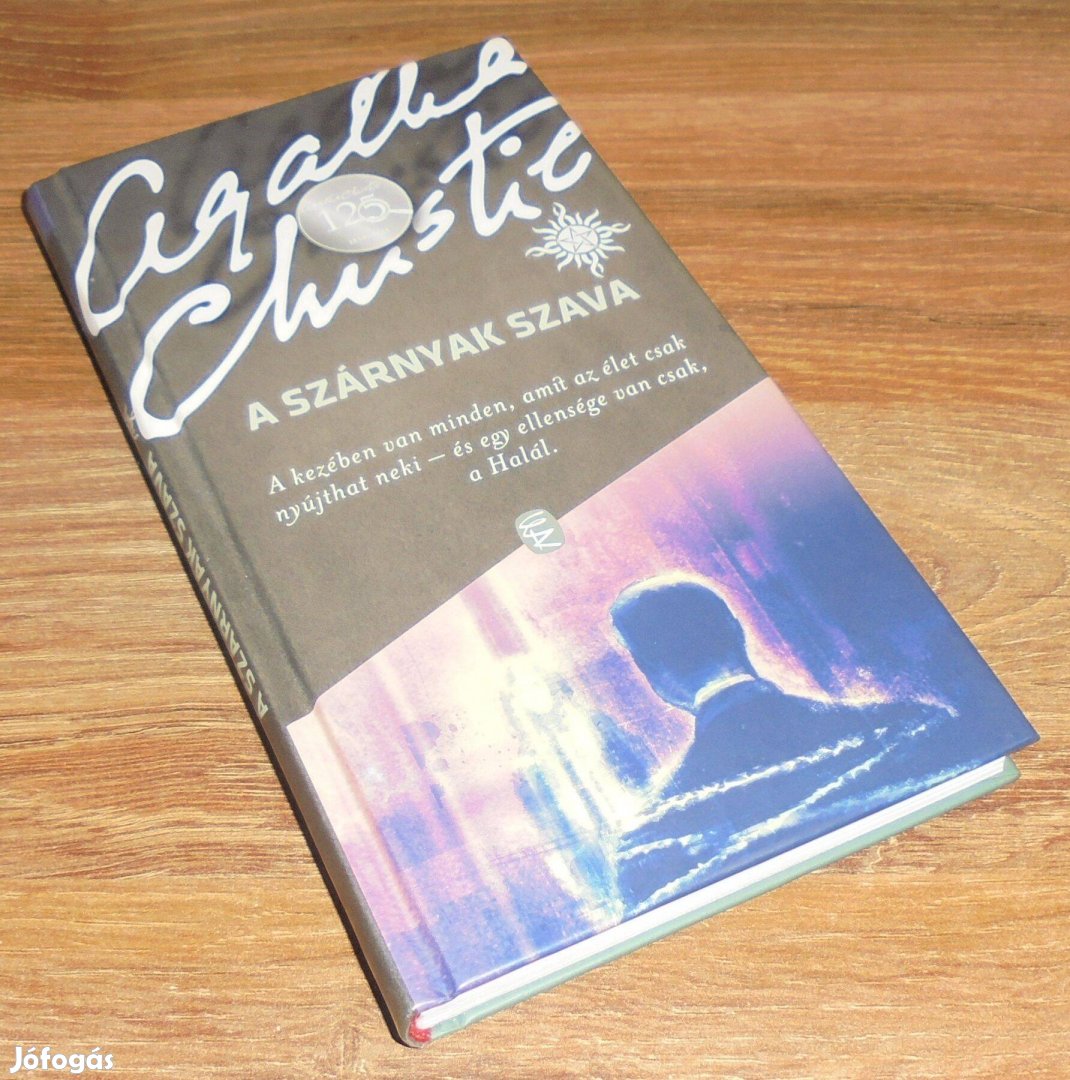 Agatha
Christie
125
A SZÁRNYAK SZAVA
A kezében van minden, amit az élet csak
nyújthat neki – és egy ellensége van csak,
a Halál.
A SZÁRNYAK SZAVA
Jófogás